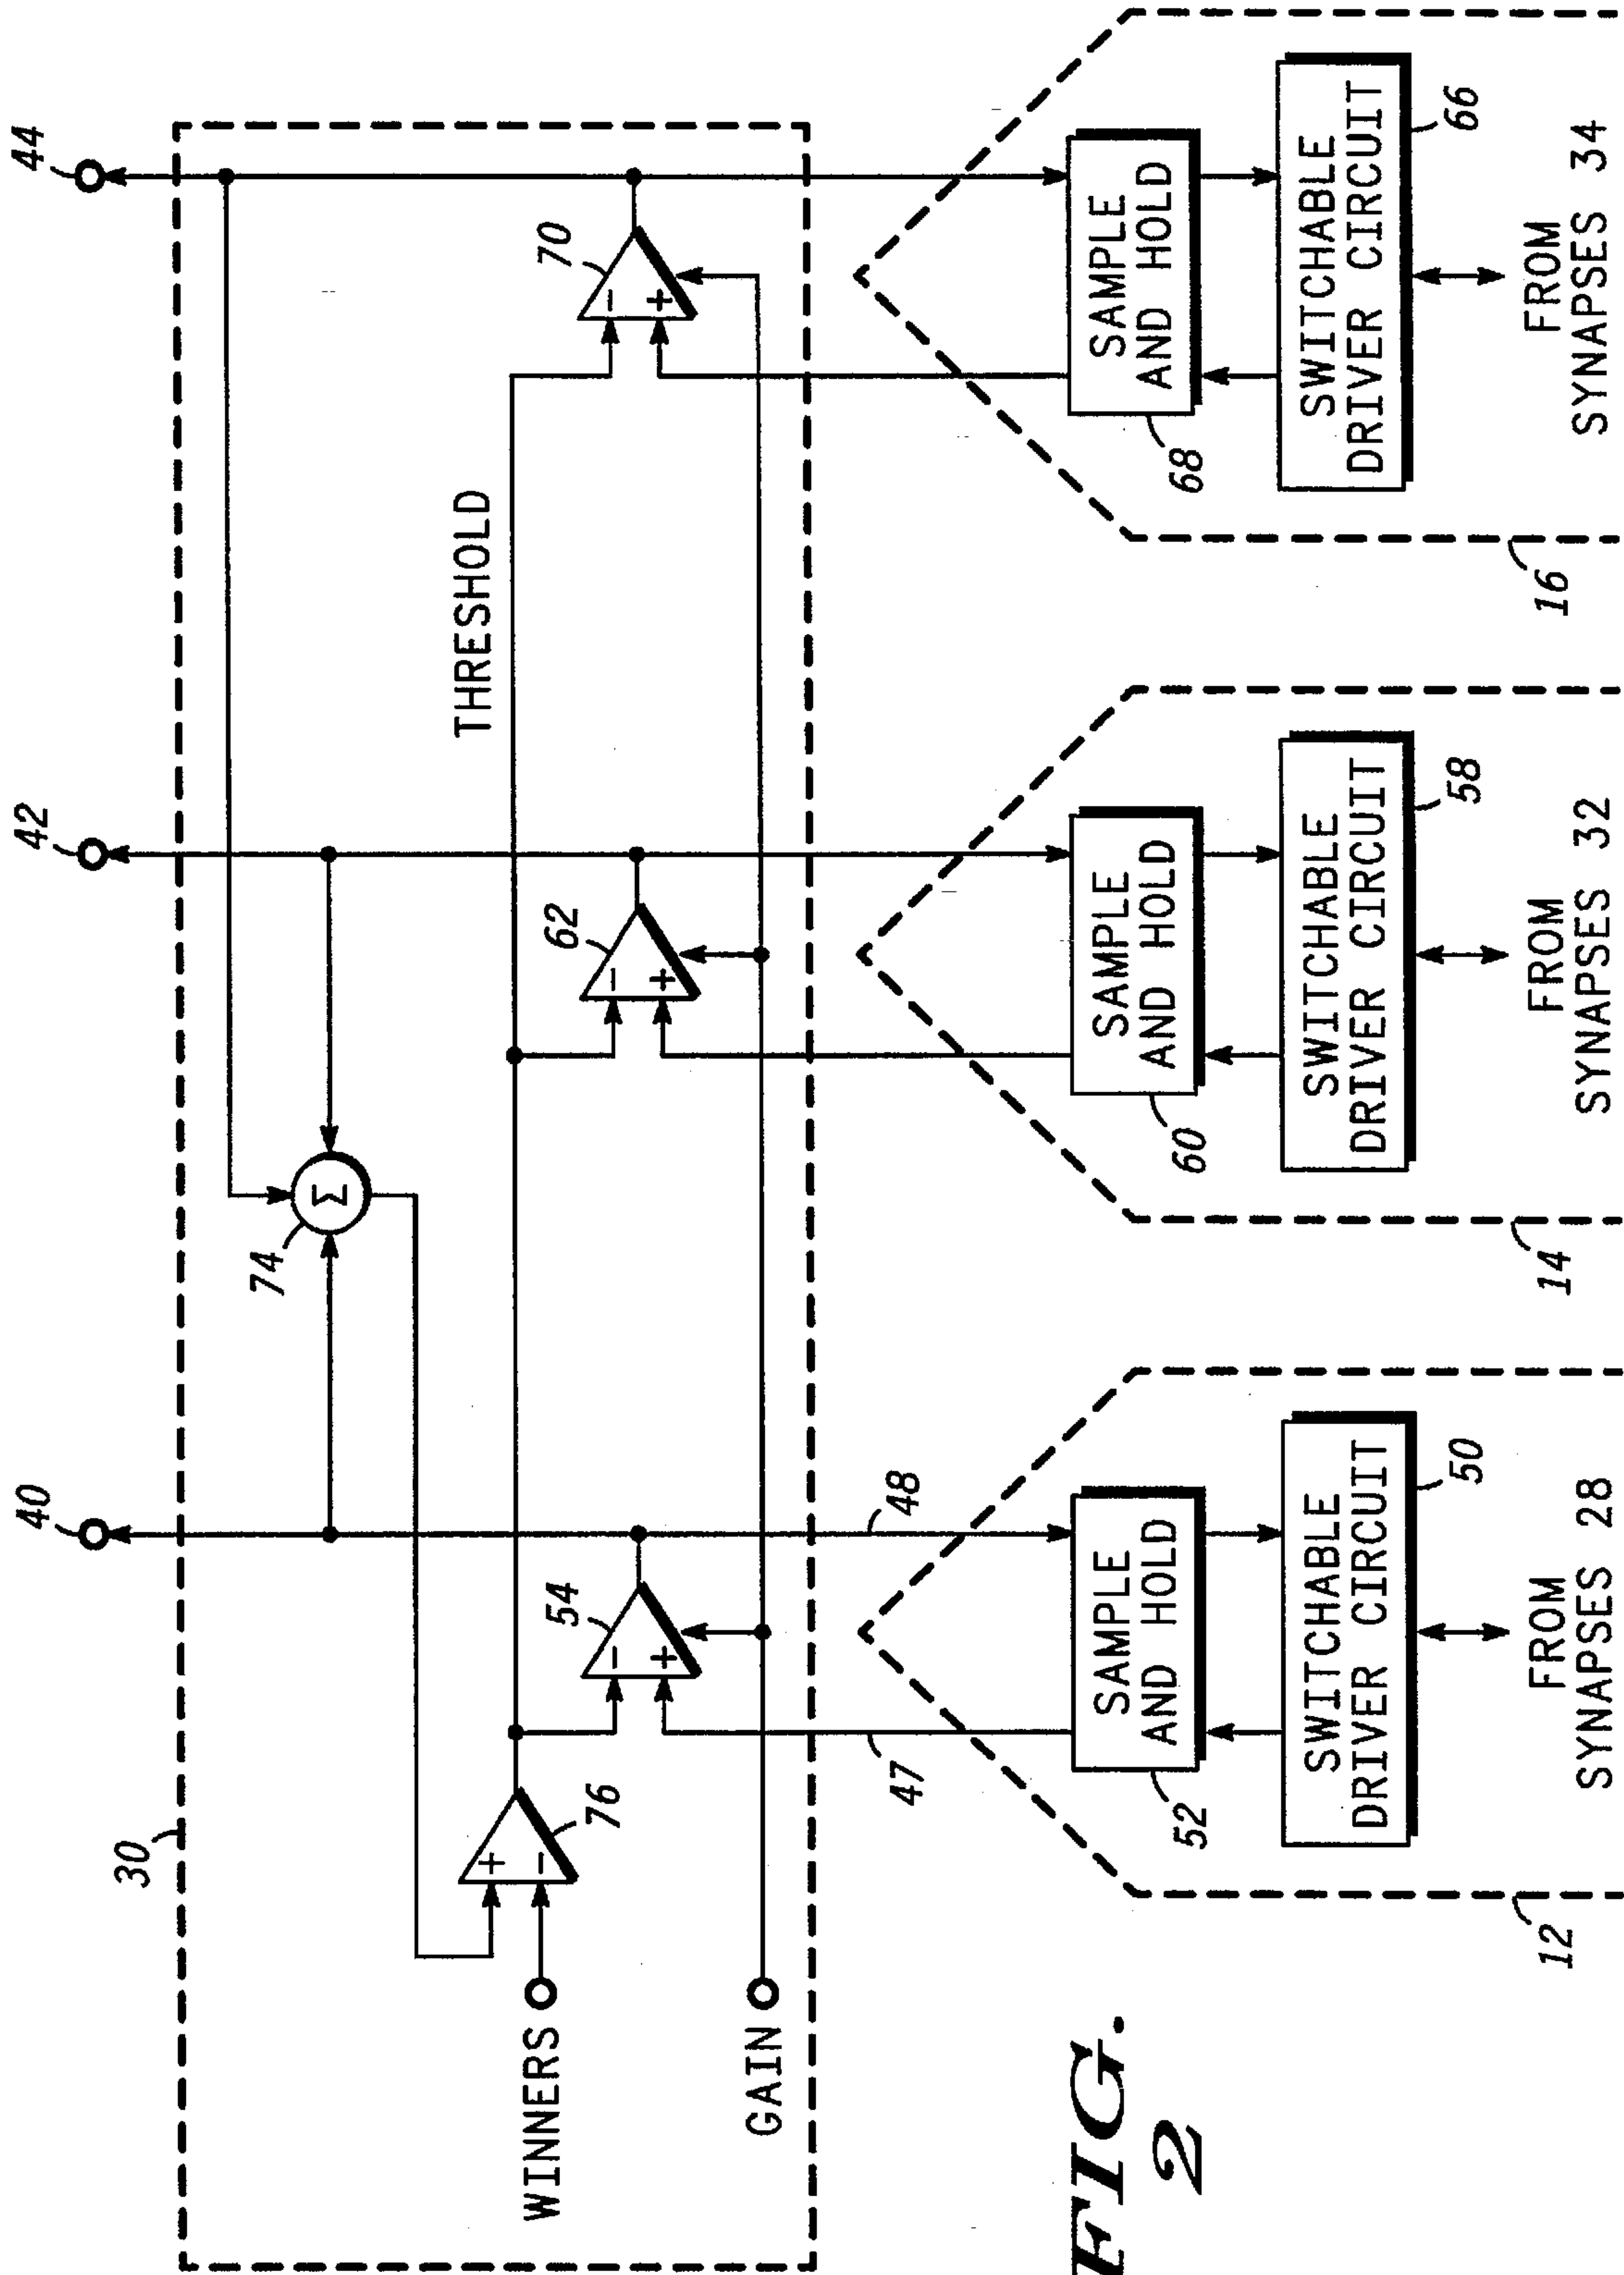 40
42
44
30
74
THRESHOLD
Σ
WINNERS
+
−
76
54
−
+
62
−
+
70
−
+
GAIN
47
48
FIG.
2
SAMPLE
AND HOLD
52
SAMPLE
AND HOLD
60
SAMPLE
AND HOLD
68
SWITCHABLE
DRIVER CIRCUIT
50
SWITCHABLE
DRIVER CIRCUIT
58
SWITCHABLE
DRIVER CIRCUIT
66
12
FROM
SYNAPSES 28
14
FROM
SYNAPSES 32
16
FROM
SYNAPSES 34